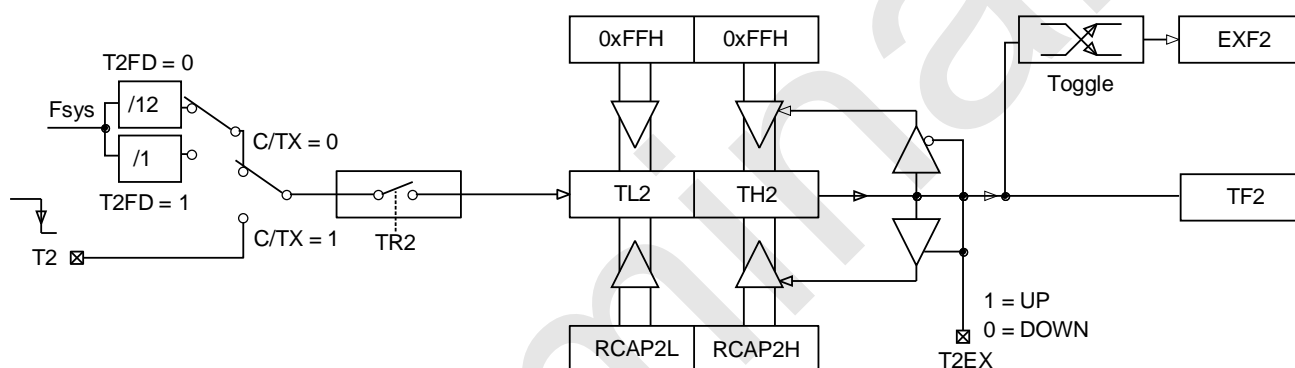 0xFFH 0xFFH
EXF2
Toggle
T2FD = 0
Fsys
/12
C/TX = 0
/1
T2FD = 1
TL2 TH2
TF2
C/TX = 1
TR2
T2
1 = UP
0 = DOWN
RCAP2L RCAP2H
T2EX